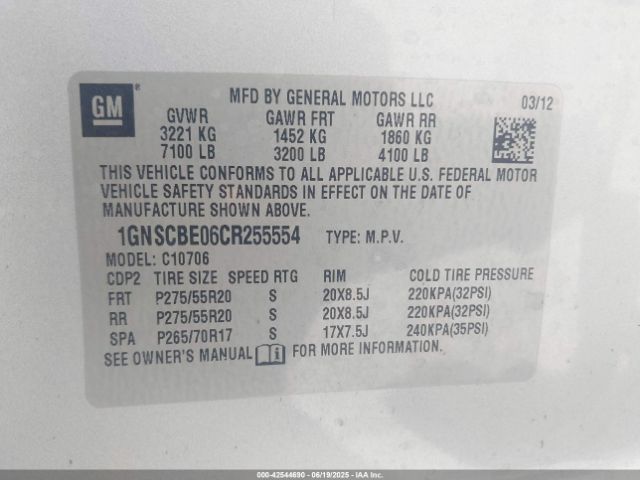 GM ®
MFD BY GENERAL MOTORS LLC 03/12
GVWR GAWR FRT GAWR RR
3221 KG 1452 KG 1860 KG
7100 LB 3200 LB 4100 LB
THIS VEHICLE CONFORMS TO ALL APPLICABLE U.S. FEDERAL MOTOR
VEHICLE SAFETY STANDARDS IN EFFECT ON THE DATE OF
MANUFACTURE SHOWN ABOVE.
1GNSCBE06CR255554 TYPE: M.P.V.
MODEL: C10706
CDP2 TIRE SIZE SPEED RTG RIM COLD TIRE PRESSURE
FRT P275/55R20 S 20X8.5J 220KPA(32PSI)
RR P275/55R20 S 20X8.5J 220KPA(32PSI)
SPA P265/70R17 S 17X7.5J 240KPA(35PSI)
SEE OWNER'S MANUAL FOR MORE INFORMATION.
000-42544690 - 06/19/2025 - IAA Inc.